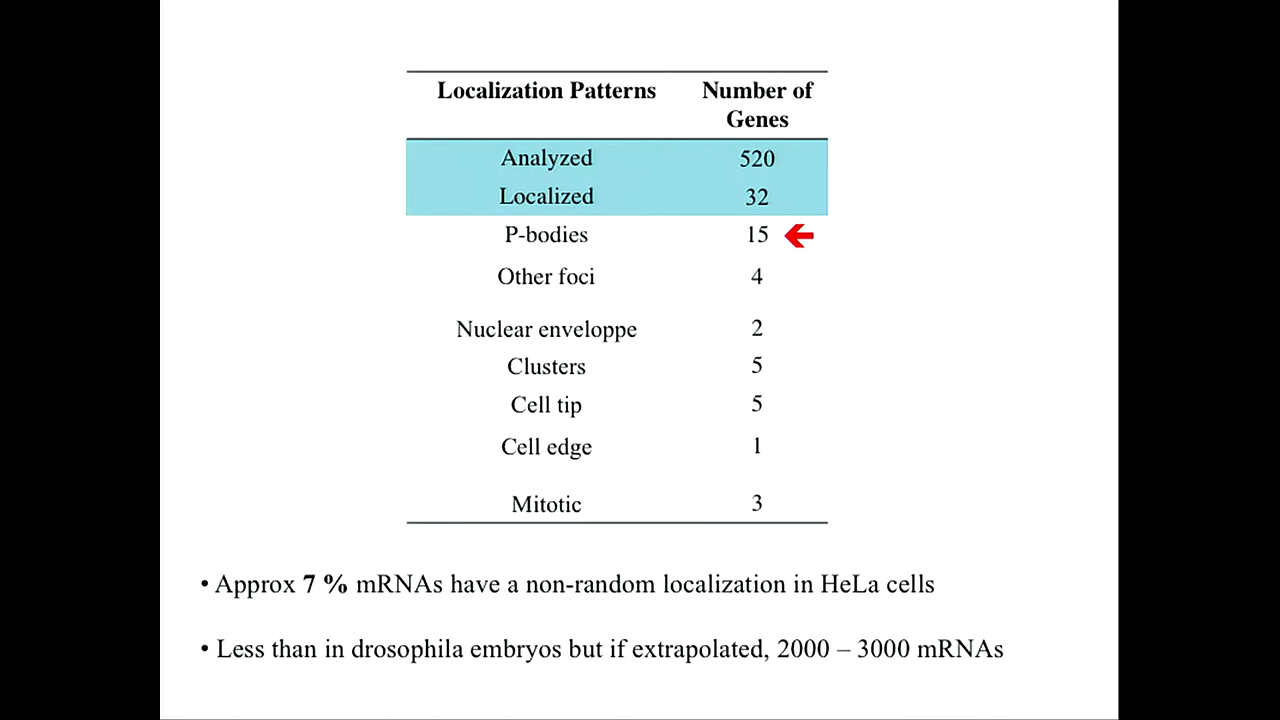 Localization Patterns Number of
Genes
Analyzed 520
Localized 32
P-bodies 15
Other foci 4
Nuclear enveloppe 2
Clusters 5
Cell tip 5
Cell edge 1
Mitotic 3
• Approx 7 % mRNAs have a non-random localization in HeLa cells
• Less than in drosophila embryos but if extrapolated, 2000 – 3000 mRNAs